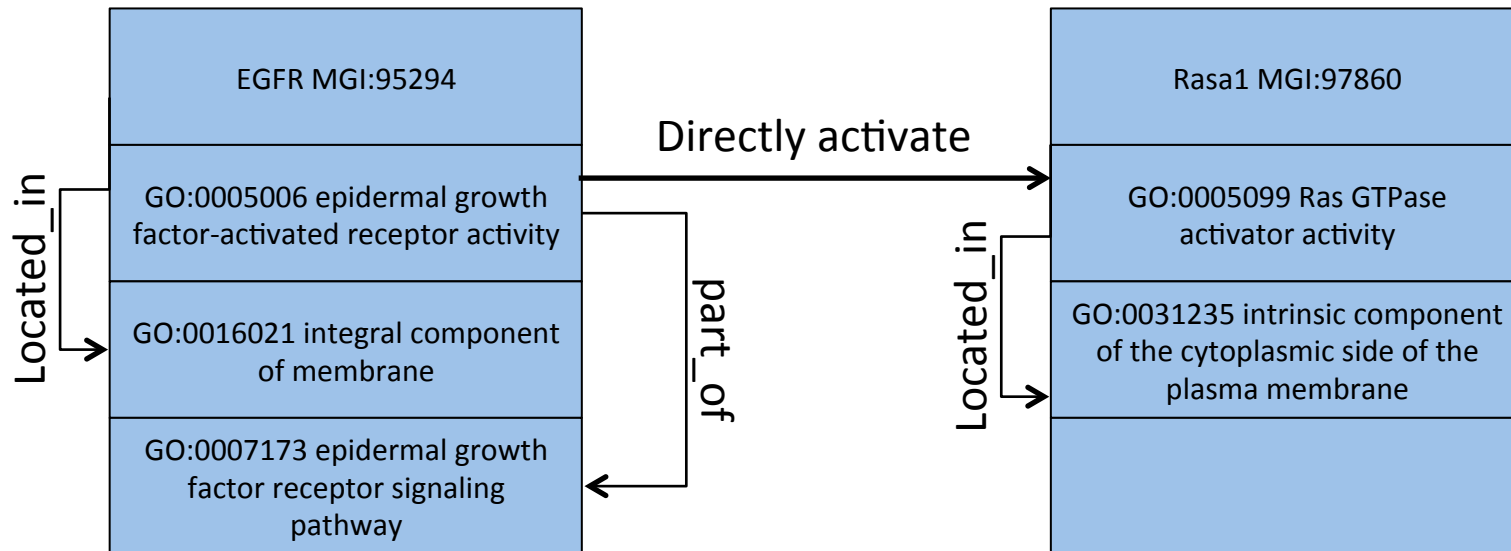 EGFR MGI:95294
GO:0005006 epidermal growth
factor-activated receptor activity
GO:0016021 integral component
of membrane
GO:0007173 epidermal growth
factor receptor signaling
pathway
Located_in
part_of
Directly activate
Rasa1 MGI:97860
GO:0005099 Ras GTPase
activator activity
GO:0031235 intrinsic component
of the cytoplasmic side of the
plasma membrane
Located_in